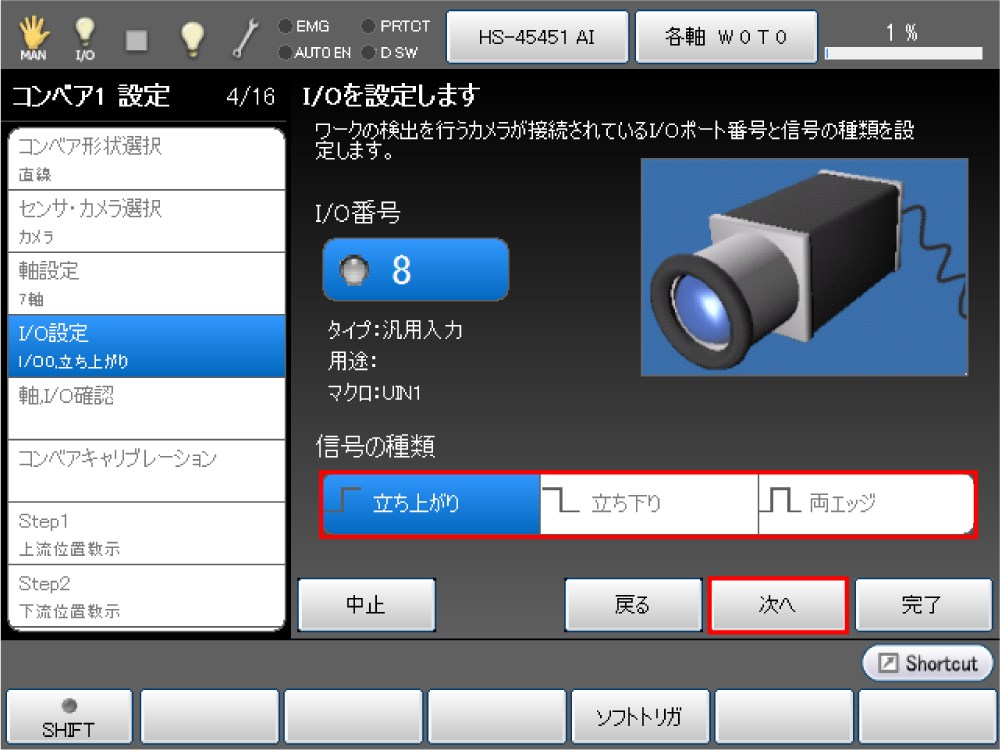 MAN
I/O
EMG
PRTCT
AUTO EN
D SW
HS-45451 AI
各軸 W0T0
1 %
コンベア1 設定 4/16
コンベア形状選択
直線
センサ・カメラ選択
カメラ
軸設定
7軸
I/O設定
I/O0,立ち上がり
軸,I/O確認
コンベアキャリブレーション
Step1
上流位置教示
Step2
下流位置教示
I/Oを設定します
ワークの検出を行うカメラが接続されているI/Oポート番号と信号の種類を設
定します。
I/O番号
8
タイプ:汎用入力
用途:
マクロ:UIN1
信号の種類
立ち上がり 立ち下り 両エッジ
中止 戻る 次へ 完了
Shortcut
SHIFT
ソフトトリガ